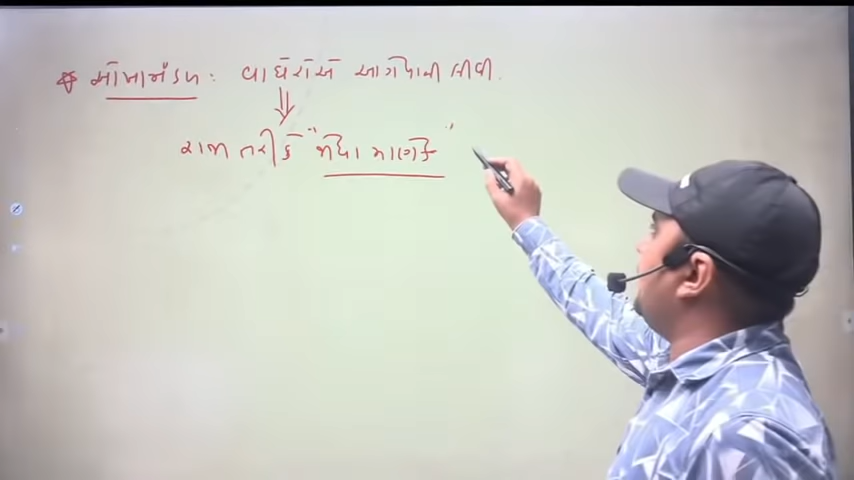 * ઓખામંડળ : વાઘેરોએ આગેવાની લીધી.
રાજા તરીકે "જોધા માણેક"